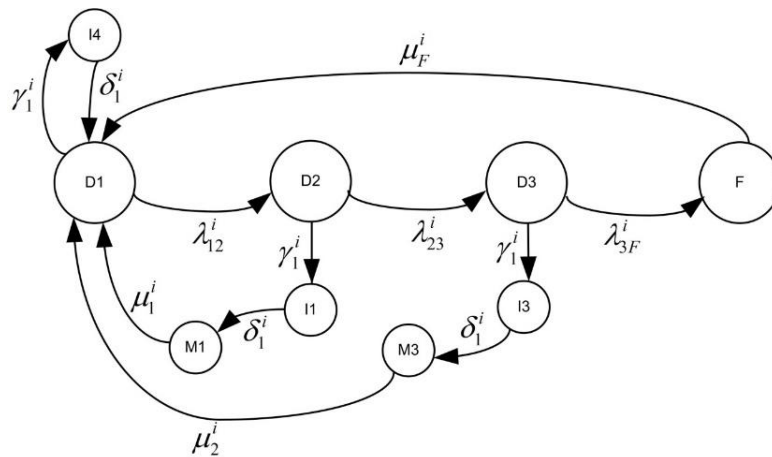 I4
μ_F^i
γ_1^i
δ_1^i
D1
D2
D3
F
λ_12^i
λ_23^i
λ_3F^i
γ_1^i
γ_1^i
μ_1^i
I1
I3
δ_1^i
δ_1^i
M1
M3
μ_2^i